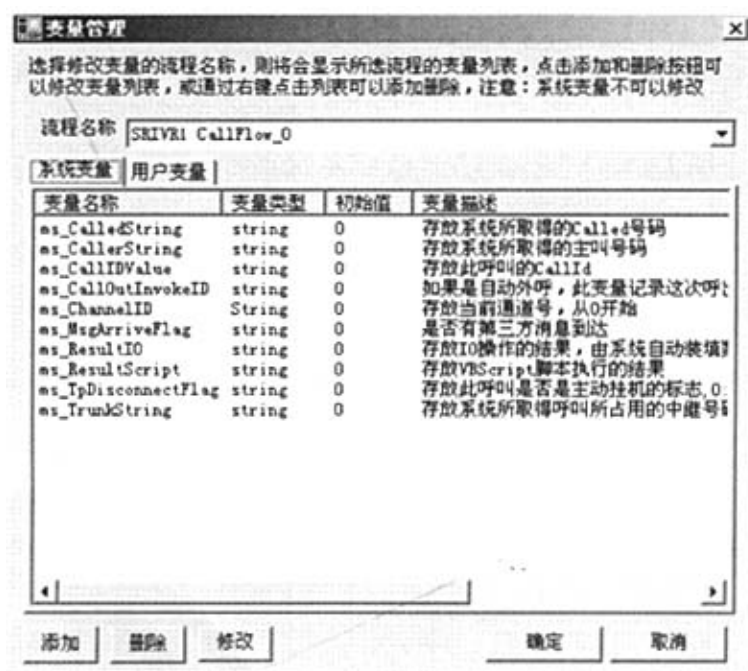 变量管理
选择修改变量的流程名称，则将会显示所选流程的变量列表，点击添加和删除按钮可
以修改变量列表，或通过右键点击列表可以添加删除，注意：系统变量不可以修改
流程名称 SRIVR1 CallFlow_0
系统变量 用户变量
变量名称 变量类型 初始值 变量描述
ms_CalledString string 0 存放系统所取得的Called号码
ms_CallerString string 0 存放系统所取得的主叫号码
ms_CallIDValue string 0 存放此呼叫的CallId
ms_CallOutInvokeID string 0 如果是自动外呼，此变量记录这次呼
ms_ChannelID String 0 存放当前通道号，从0开始
ms_MsgArriveFlag string 0 是否有第三方消息到达
ms_ResultIO string 0 存放IO操作的结果，由系统自动装填
ms_ResultScript string 0 存放VBScript脚本执行的结果
ms_TpDisconnectFlag string 0 存放此呼叫是否是主动挂机的标志,0:
ms_TrunkString string 0 存放系统所取得呼叫所占用的中继号
添加 删除 修改 确定 取消